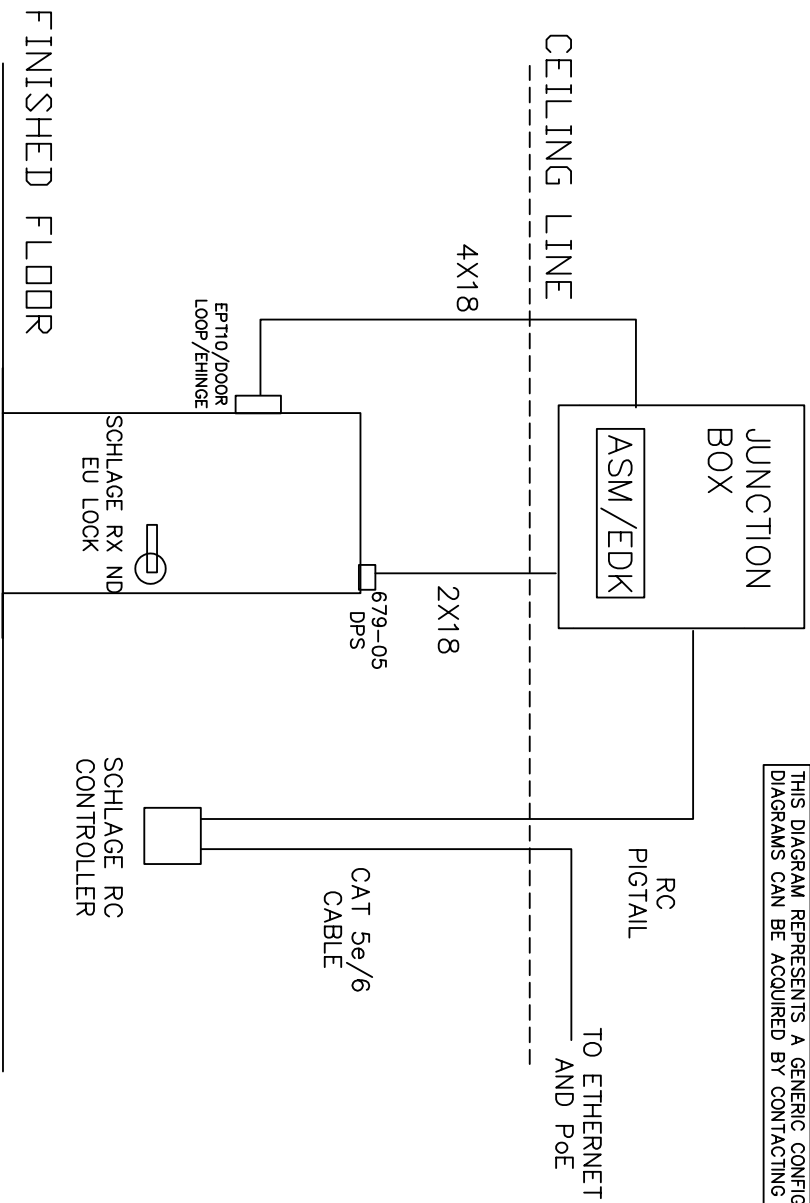 THIS DIAGRAM REPRESENTS A GENERIC CONFIG
DIAGRAMS CAN BE ACQUIRED BY CONTACTING
JUNCTION
BOX
ASM/EDK
RC
PIGTAIL
TO ETHERNET
AND PoE
CEILING LINE
4X18
2X18
CAT 5e/6
CABLE
679-05
DPS
EPT10/DOOR
LOOP/EHINGE
SCHLAGE RX ND
EU LOCK
SCHLAGE RC
CONTROLLER
FINISHED FLOOR